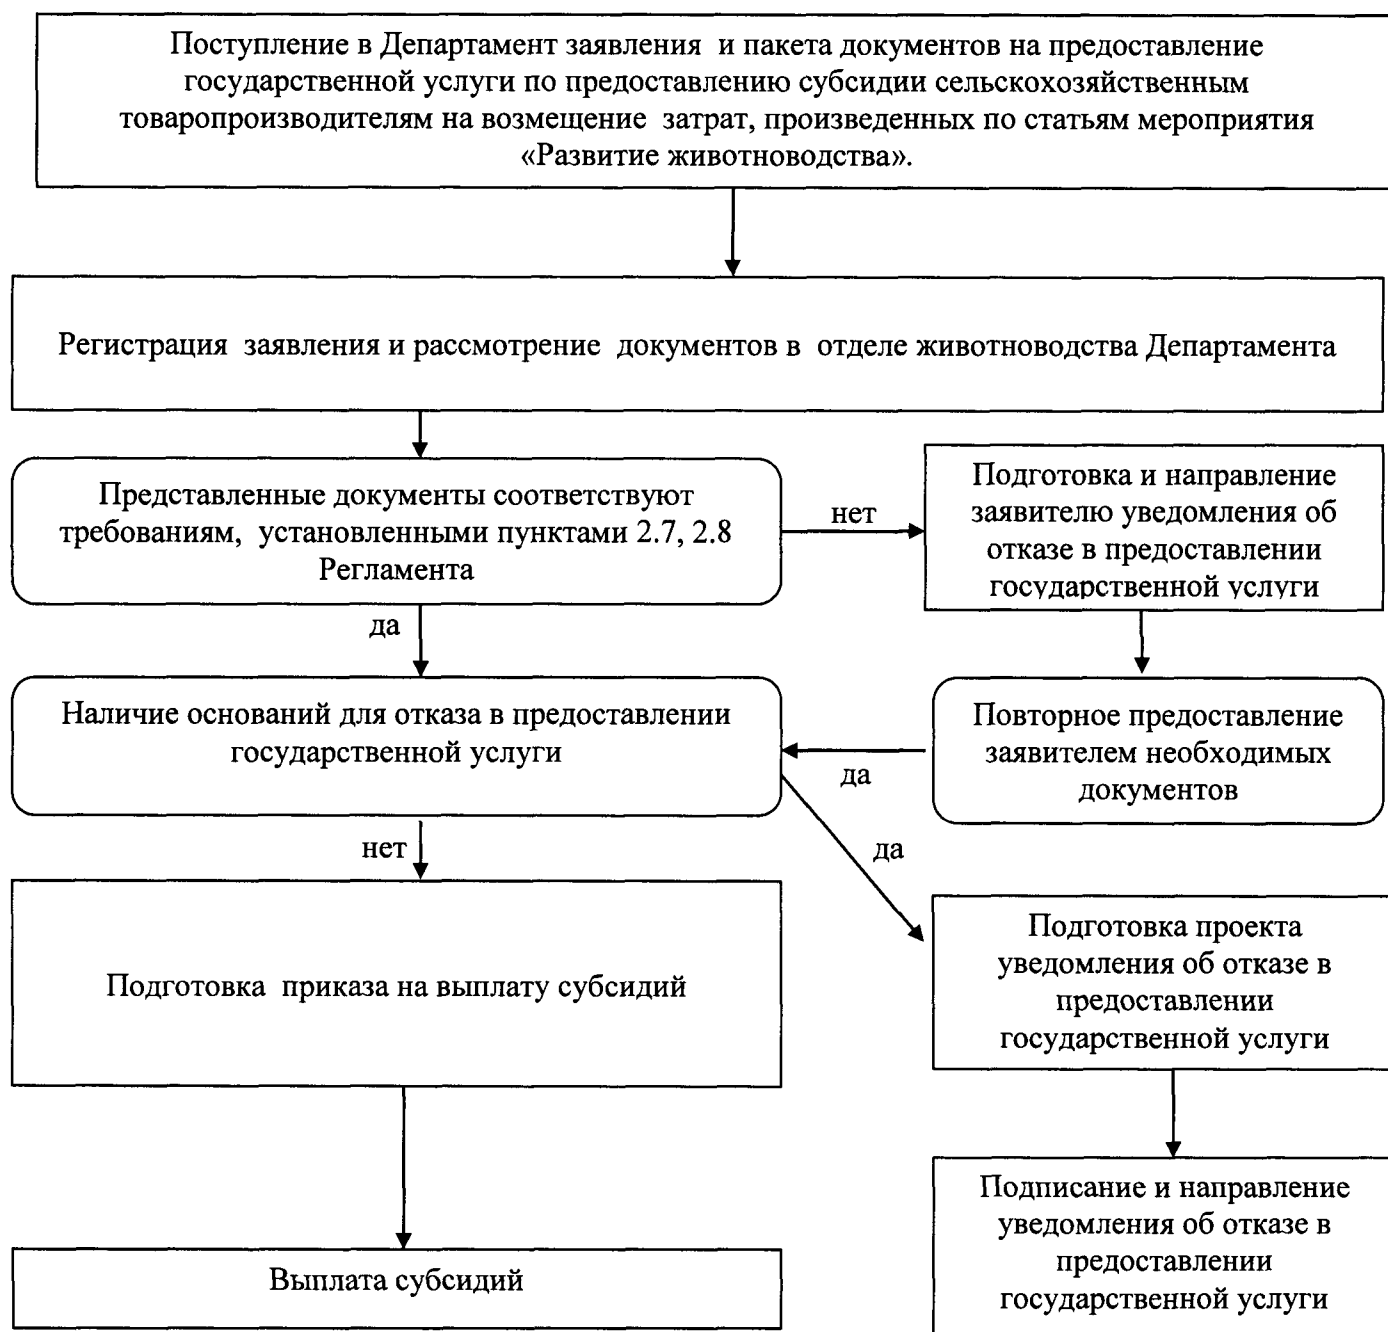 Поступление в Департамент заявления и пакета документов на предоставление
государственной услуги по предоставлению субсидии сельскохозяйственным
товаропроизводителям на возмещение затрат, произведенных по статьям мероприятия
«Развитие животноводства».
Регистрация заявления и рассмотрение документов в отделе животноводства Департамента
Представленные документы соответствуют
требованиям, установленными пунктами 2.7, 2.8
Регламента
нет
Подготовка и направление
заявителю уведомления об
отказе в предоставлении
государственной услуги
да
Наличие оснований для отказа в предоставлении
государственной услуги
да
Повторное предоставление
заявителем необходимых
документов
нет
да
Подготовка приказа на выплату субсидий
Подготовка проекта
уведомления об отказе в
предоставлении
государственной услуги
Выплата субсидий
Подписание и направление
уведомления об отказе в
предоставлении
государственной услуги